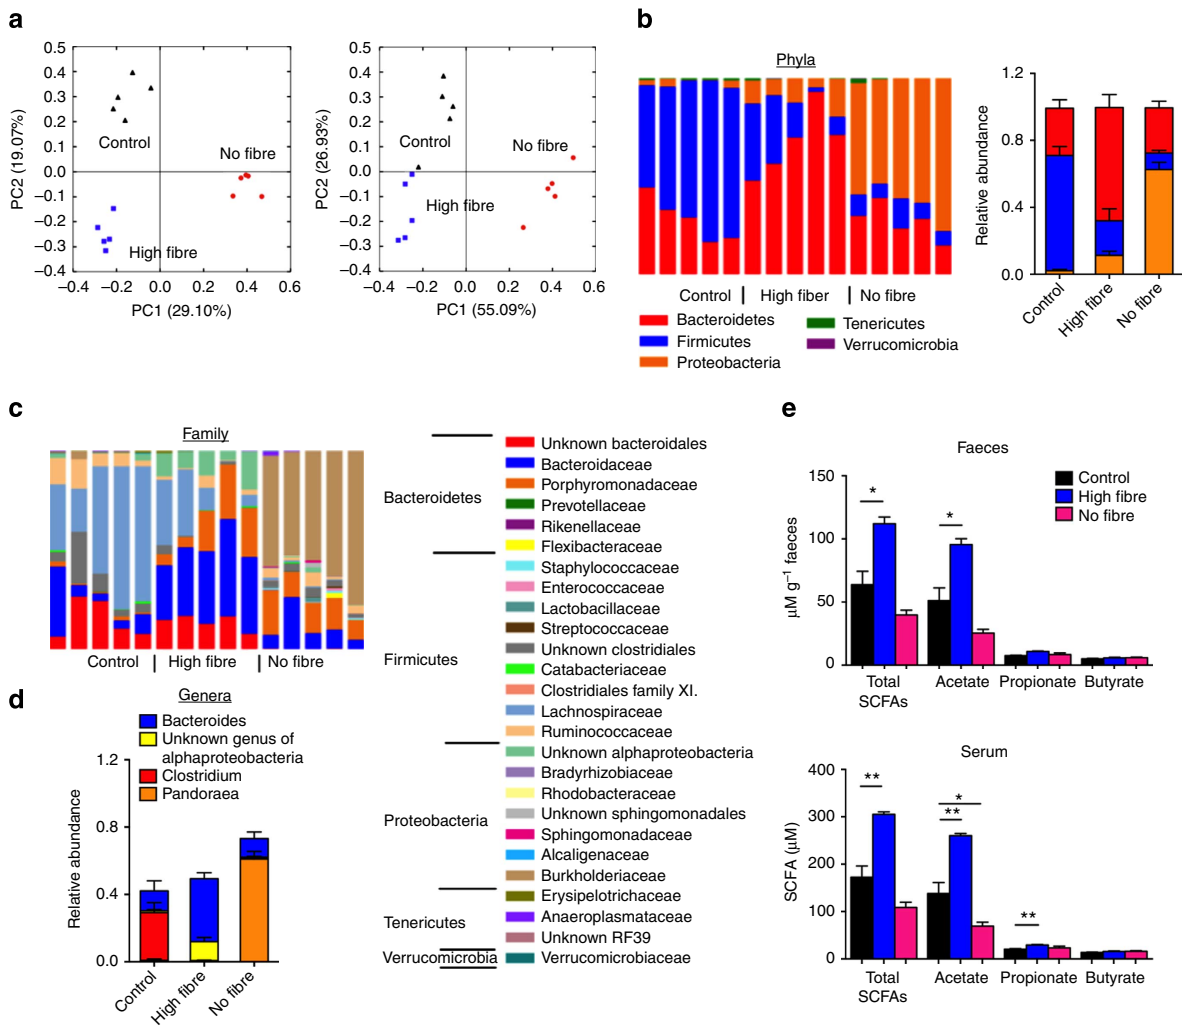 a
0.5
0.4
0.3
0.2
0.1
0.0
−0.1
−0.2
−0.3
−0.4
PC2 (19.07%)
Control
No fibre
High fibre
−0.4 −0.2 0.0 0.2 0.4 0.6
PC1 (29.10%)
0.5
0.4
0.3
0.2
0.1
0.0
−0.1
−0.2
−0.3
−0.4
PC2 (26.93%)
Control
No fibre
High fibre
−0.4 −0.2 0.0 0.2 0.4 0.6
PC1 (55.09%)
b
Phyla
Control High fiber No fibre
Bacteroidetes
Firmicutes
Proteobacteria
Tenericutes
Verrucomicrobia
1.2
0.8
0.4
0.0
Relative abundance
Control
High fibre
No fibre
c
Family
Control High fibre No fibre
Bacteroidetes
Firmicutes
Proteobacteria
Tenericutes
Verrucomicrobia
Unknown bacteroidales
Bacteroidaceae
Porphyromonadaceae
Prevotellaceae
Rikenellaceae
Flexibacteraceae
Staphylococcaceae
Enterococcaceae
Lactobacillaceae
Streptococcaceae
Unknown clostridiales
Catabacteriaceae
Clostridiales family XI.
Lachnospiraceae
Ruminococcaceae
Unknown alphaproteobacteria
Bradyrhizobiaceae
Rhodobacteraceae
Unknown sphingomonadales
Sphingomonadaceae
Alcaligenaceae
Burkholderiaceae
Erysipelotrichaceae
Anaeroplasmataceae
Unknown RF39
Verrucomicrobiaceae
d
Genera
Bacteroides
Unknown genus of
alphaproteobacteria
Clostridium
Pandoraea
1.2
0.8
0.4
0.0
Relative abundance
Control
High fibre
No fibre
e
Faeces
Control
High fibre
No fibre
150
100
50
0
µM g⁻¹ faeces
*
*
Total
SCFAs
Acetate
Propionate
Butyrate
Serum
400
300
200
100
0
SCFA (µM)
**
*
**
**
Total
SCFAs
Acetate
Propionate
Butyrate